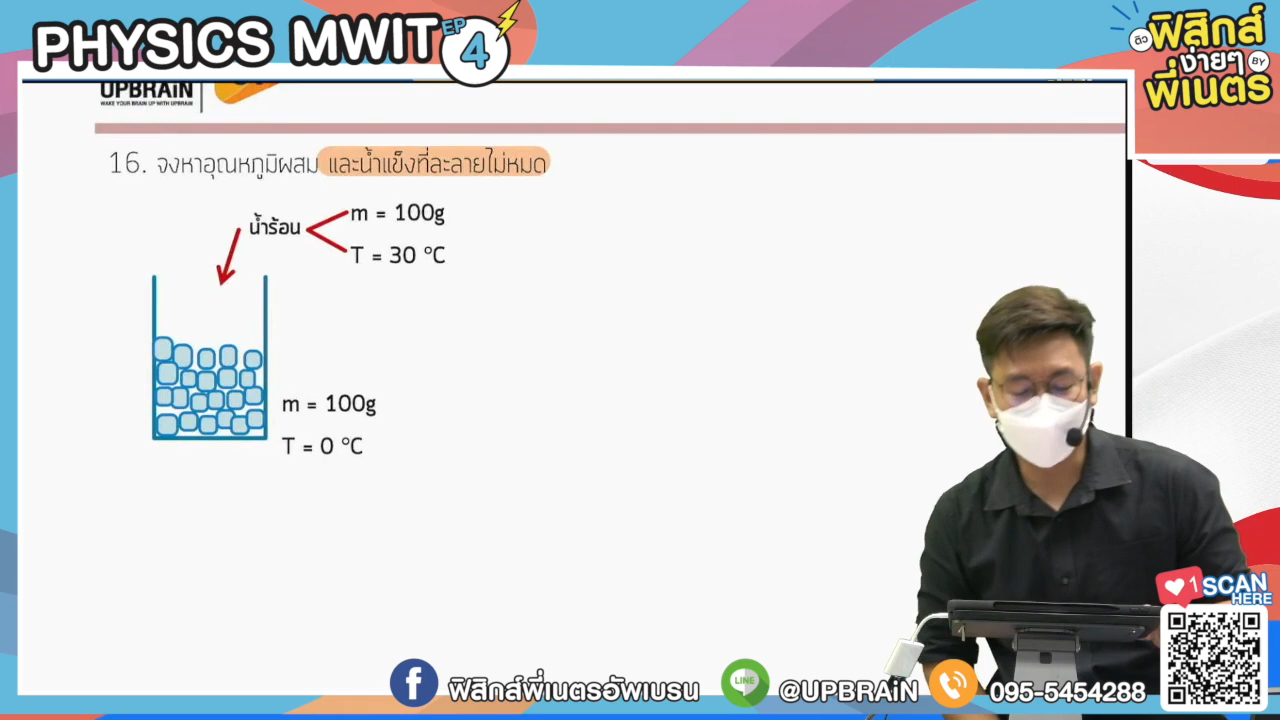 PHYSICS MWIT EP 4
ติว ฟิสิกส์
ง่ายๆ BY
พี่เนตร
UPBRAiN
WAKE YOUR BRAIN UP WITH UPBRAIN
16. จงหาอุณหภูมิผสม และน้ำแข็งที่ละลายไม่หมด
น้ำร้อน
m = 100g
T = 30 °C
m = 100g
T = 0 °C
1 SCAN
HERE
ฟิสิกส์พี่เนตรอัพเบรน
LINE
@UPBRAiN
095-5454288